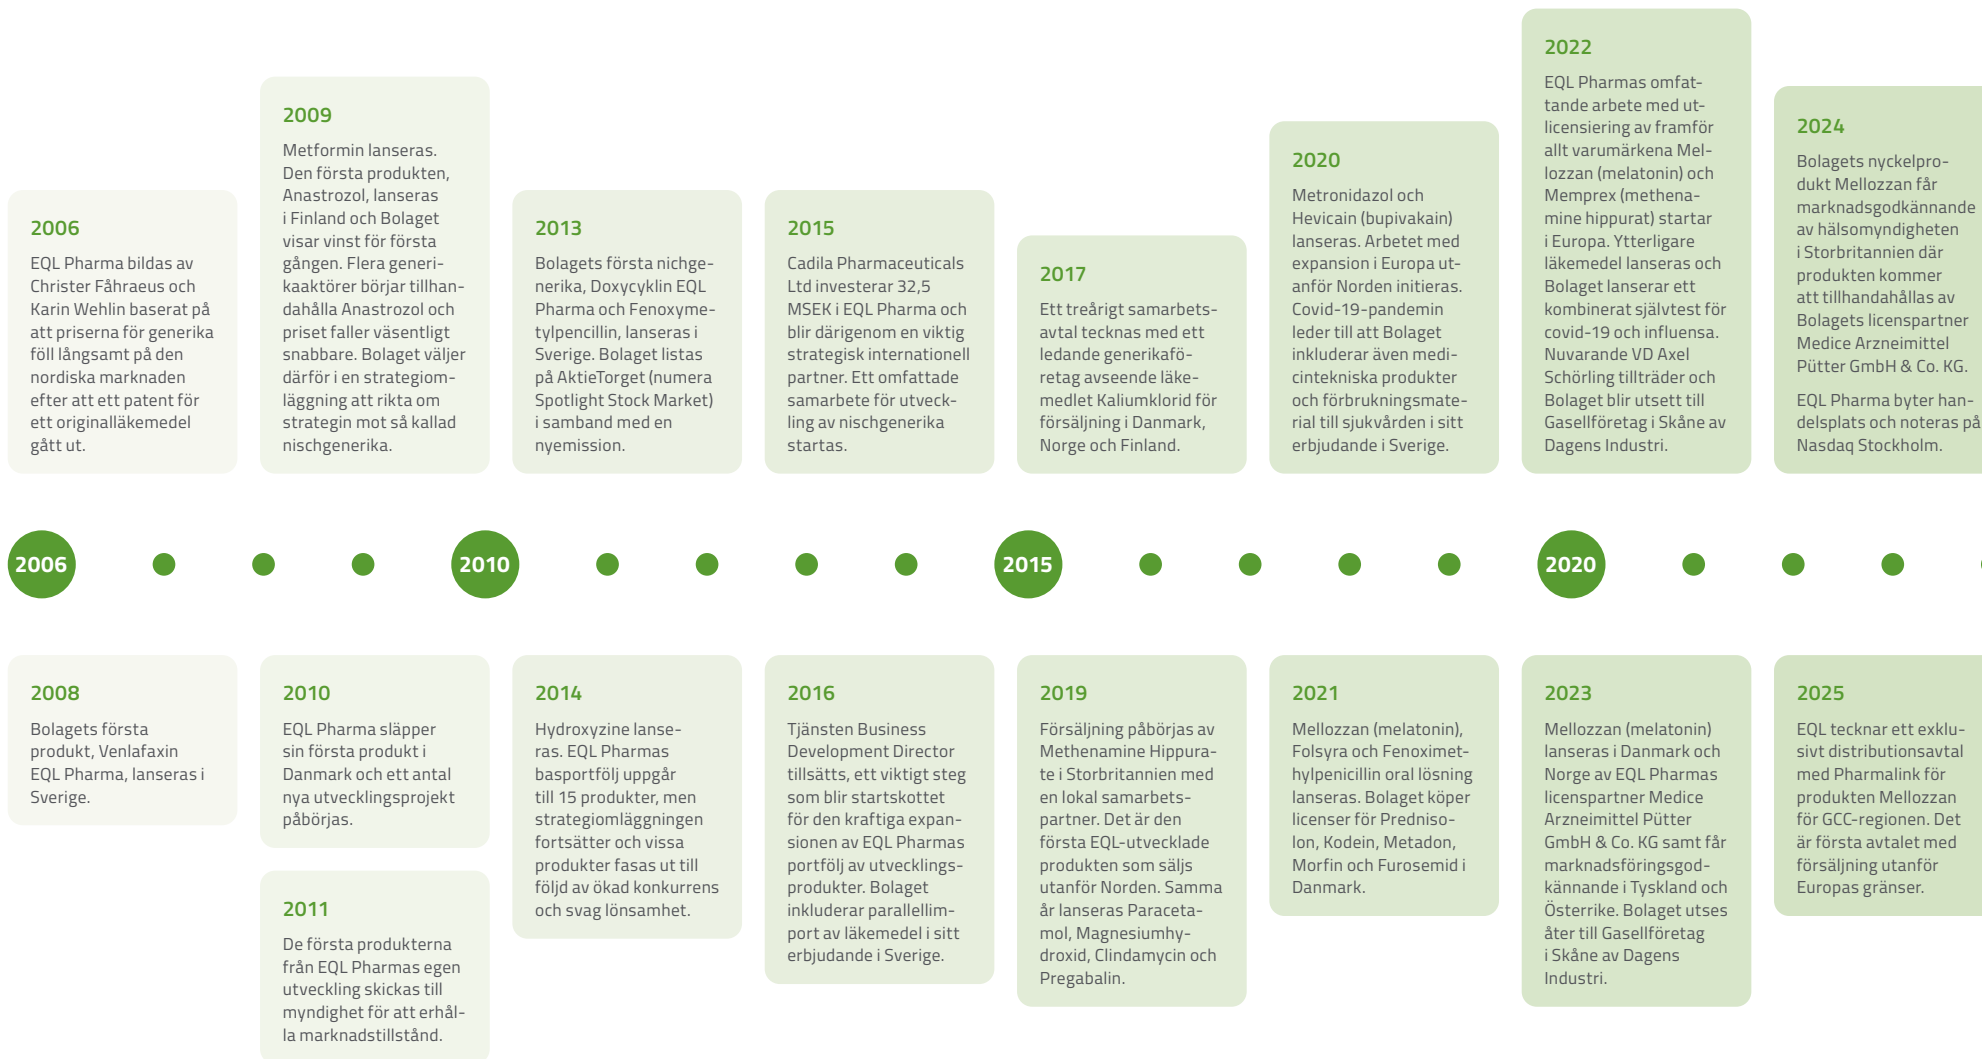 2006
EQL Pharma bildas av
Christer Fåhraeus och
Karin Wehlin baserat på
att priserna för generika
föll långsamt på den
nordiska marknaden
efter att ett patent för
ett originalläkemedel
gått ut.
2009
Metformin lanseras.
Den första produkten,
Anastrozol, lanseras
i Finland och Bolaget
visar vinst för första
gången. Flera generi-
kaaktörer börjar tillhan-
dahålla Anastrozol och
priset faller väsentligt
snabbare. Bolaget väljer
därför i en strategiom-
läggning att rikta om
strategin mot så kallad
nischgenerika.
2013
Bolagets första nichge-
nerika, Doxycyklin EQL
Pharma och Fenoxyme-
tylpencillin, lanseras i
Sverige. Bolaget listas
på AktieTorget (numera
Spotlight Stock Market)
i samband med en
nyemission.
2015
Cadila Pharmaceuticals
Ltd investerar 32,5
MSEK i EQL Pharma och
blir därigenom en viktig
strategisk internationell
partner. Ett omfattade
samarbete för utveck-
ling av nischgenerika
startas.
2017
Ett treårigt samarbets-
avtal tecknas med ett
ledande generikafö-
retag avseende läke-
medlet Kaliumklorid för
försäljning i Danmark,
Norge och Finland.
2020
Metronidazol och
Hevicain (bupivakain)
lanseras. Arbetet med
expansion i Europa ut-
anför Norden initieras.
Covid-19-pandemin
leder till att Bolaget
inkluderar även medi-
cintekniska produkter
och förbrukningsmate-
rial till sjukvården i sitt
erbjudande i Sverige.
2022
EQL Pharmas omfat-
tande arbete med ut-
licensiering av framför
allt varumärkena Mel-
lozzan (melatonin) och
Memprex (methena-
mine hippurat) startar
i Europa. Ytterligare
läkemedel lanseras och
Bolaget lanserar ett
kombinerat självtest för
covid-19 och influensa.
Nuvarande VD Axel
Schörling tillträder och
Bolaget blir utsett till
Gasellföretag i Skåne av
Dagens Industri.
2024
Bolagets nyckelpro-
dukt Mellozzan får
marknadsgodkännande
av hälsomyndigheten
i Storbritannien där
produkten kommer
att tillhandahållas av
Bolagets licenspartner
Medice Arzneimittel
Pütter GmbH & Co. KG.
EQL Pharma byter han-
delsplats och noteras på
Nasdaq Stockholm.
2006
2010
2015
2020
2008
Bolagets första
produkt, Venlafaxin
EQL Pharma, lanseras i
Sverige.
2010
EQL Pharma släpper
sin första produkt i
Danmark och ett antal
nya utvecklingsprojekt
påbörjas.
2011
De första produkterna
från EQL Pharmas egen
utveckling skickas till
myndighet för att erhål-
la marknadstillstånd.
2014
Hydroxyzine lanse-
ras. EQL Pharmas
basportfölj uppgår
till 15 produkter, men
strategiomläggningen
fortsätter och vissa
produkter fasas ut till
följd av ökad konkurrens
och svag lönsamhet.
2016
Tjänsten Business
Development Director
tillsätts, ett viktigt steg
som blir startskottet
för den kraftiga expan-
sionen av EQL Pharmas
portfölj av utvecklings-
produkter. Bolaget
inkluderar parallellim-
port av läkemedel i sitt
erbjudande i Sverige.
2019
Försäljning påbörjas av
Methenamine Hippura-
te i Storbritannien med
en lokal samarbets-
partner. Det är den
första EQL-utvecklade
produkten som säljs
utanför Norden. Samma
år lanseras Paraceta-
mol, Magnesiumhy-
droxid, Clindamycin och
Pregabalin.
2021
Mellozzan (melatonin),
Folsyra och Fenoximet-
hylpenicillin oral lösning
lanseras. Bolaget köper
licenser för Predniso-
lon, Kodein, Metadon,
Morfin och Furosemid i
Danmark.
2023
Mellozzan (melatonin)
lanseras i Danmark och
Norge av EQL Pharmas
licenspartner Medice
Arzneimittel Pütter
GmbH & Co. KG samt får
marknadsföringsgod-
kännande i Tyskland och
Österrike. Bolaget utses
åter till Gasellföretag
i Skåne av Dagens
Industri.
2025
EQL tecknar ett exklu-
sivt distributionsavtal
med Pharmalink för
produkten Mellozzan
för GCC-regionen. Det
är första avtalet med
försäljning utanför
Europas gränser.